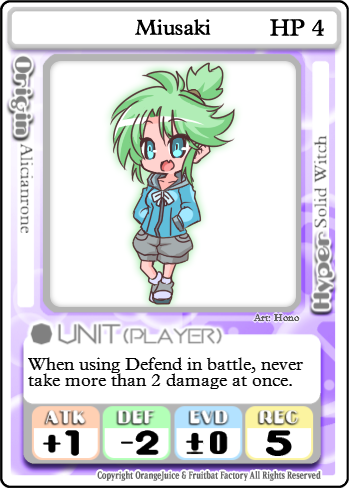 Miusaki HP 4
Origin Alicianrone
Hyper Solid Witch
Art: Hono
UNIT (PLAYER)
When using Defend in battle, never
take more than 2 damage at once.
ATK DEF EVD REC
+1 -2 ±0 5
Copyright Orangejuice & Fruitbat Factory All Rights Reserved